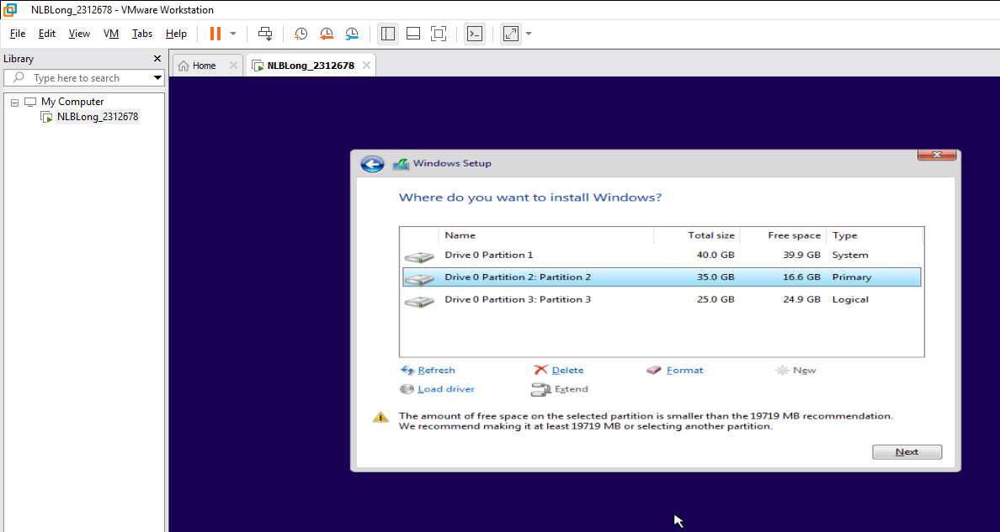 NLBLong_2312678 - VMware Workstation
File Edit View VM Tabs Help
Library
Type here to search
My Computer
NLBLong_2312678
Home
NLBLong_2312678
Windows Setup
Where do you want to install Windows?
Name Total size Free space Type
Drive 0 Partition 1 40.0 GB 39.9 GB System
Drive 0 Partition 2: Partition 2 35.0 GB 16.6 GB Primary
Drive 0 Partition 3: Partition 3 25.0 GB 24.9 GB Logical
Refresh Delete Format New
Load driver Extend
The amount of free space on the selected partition is smaller than the 19719 MB recommendation.
We recommend making it at least 19719 MB or selecting another partition.
Next